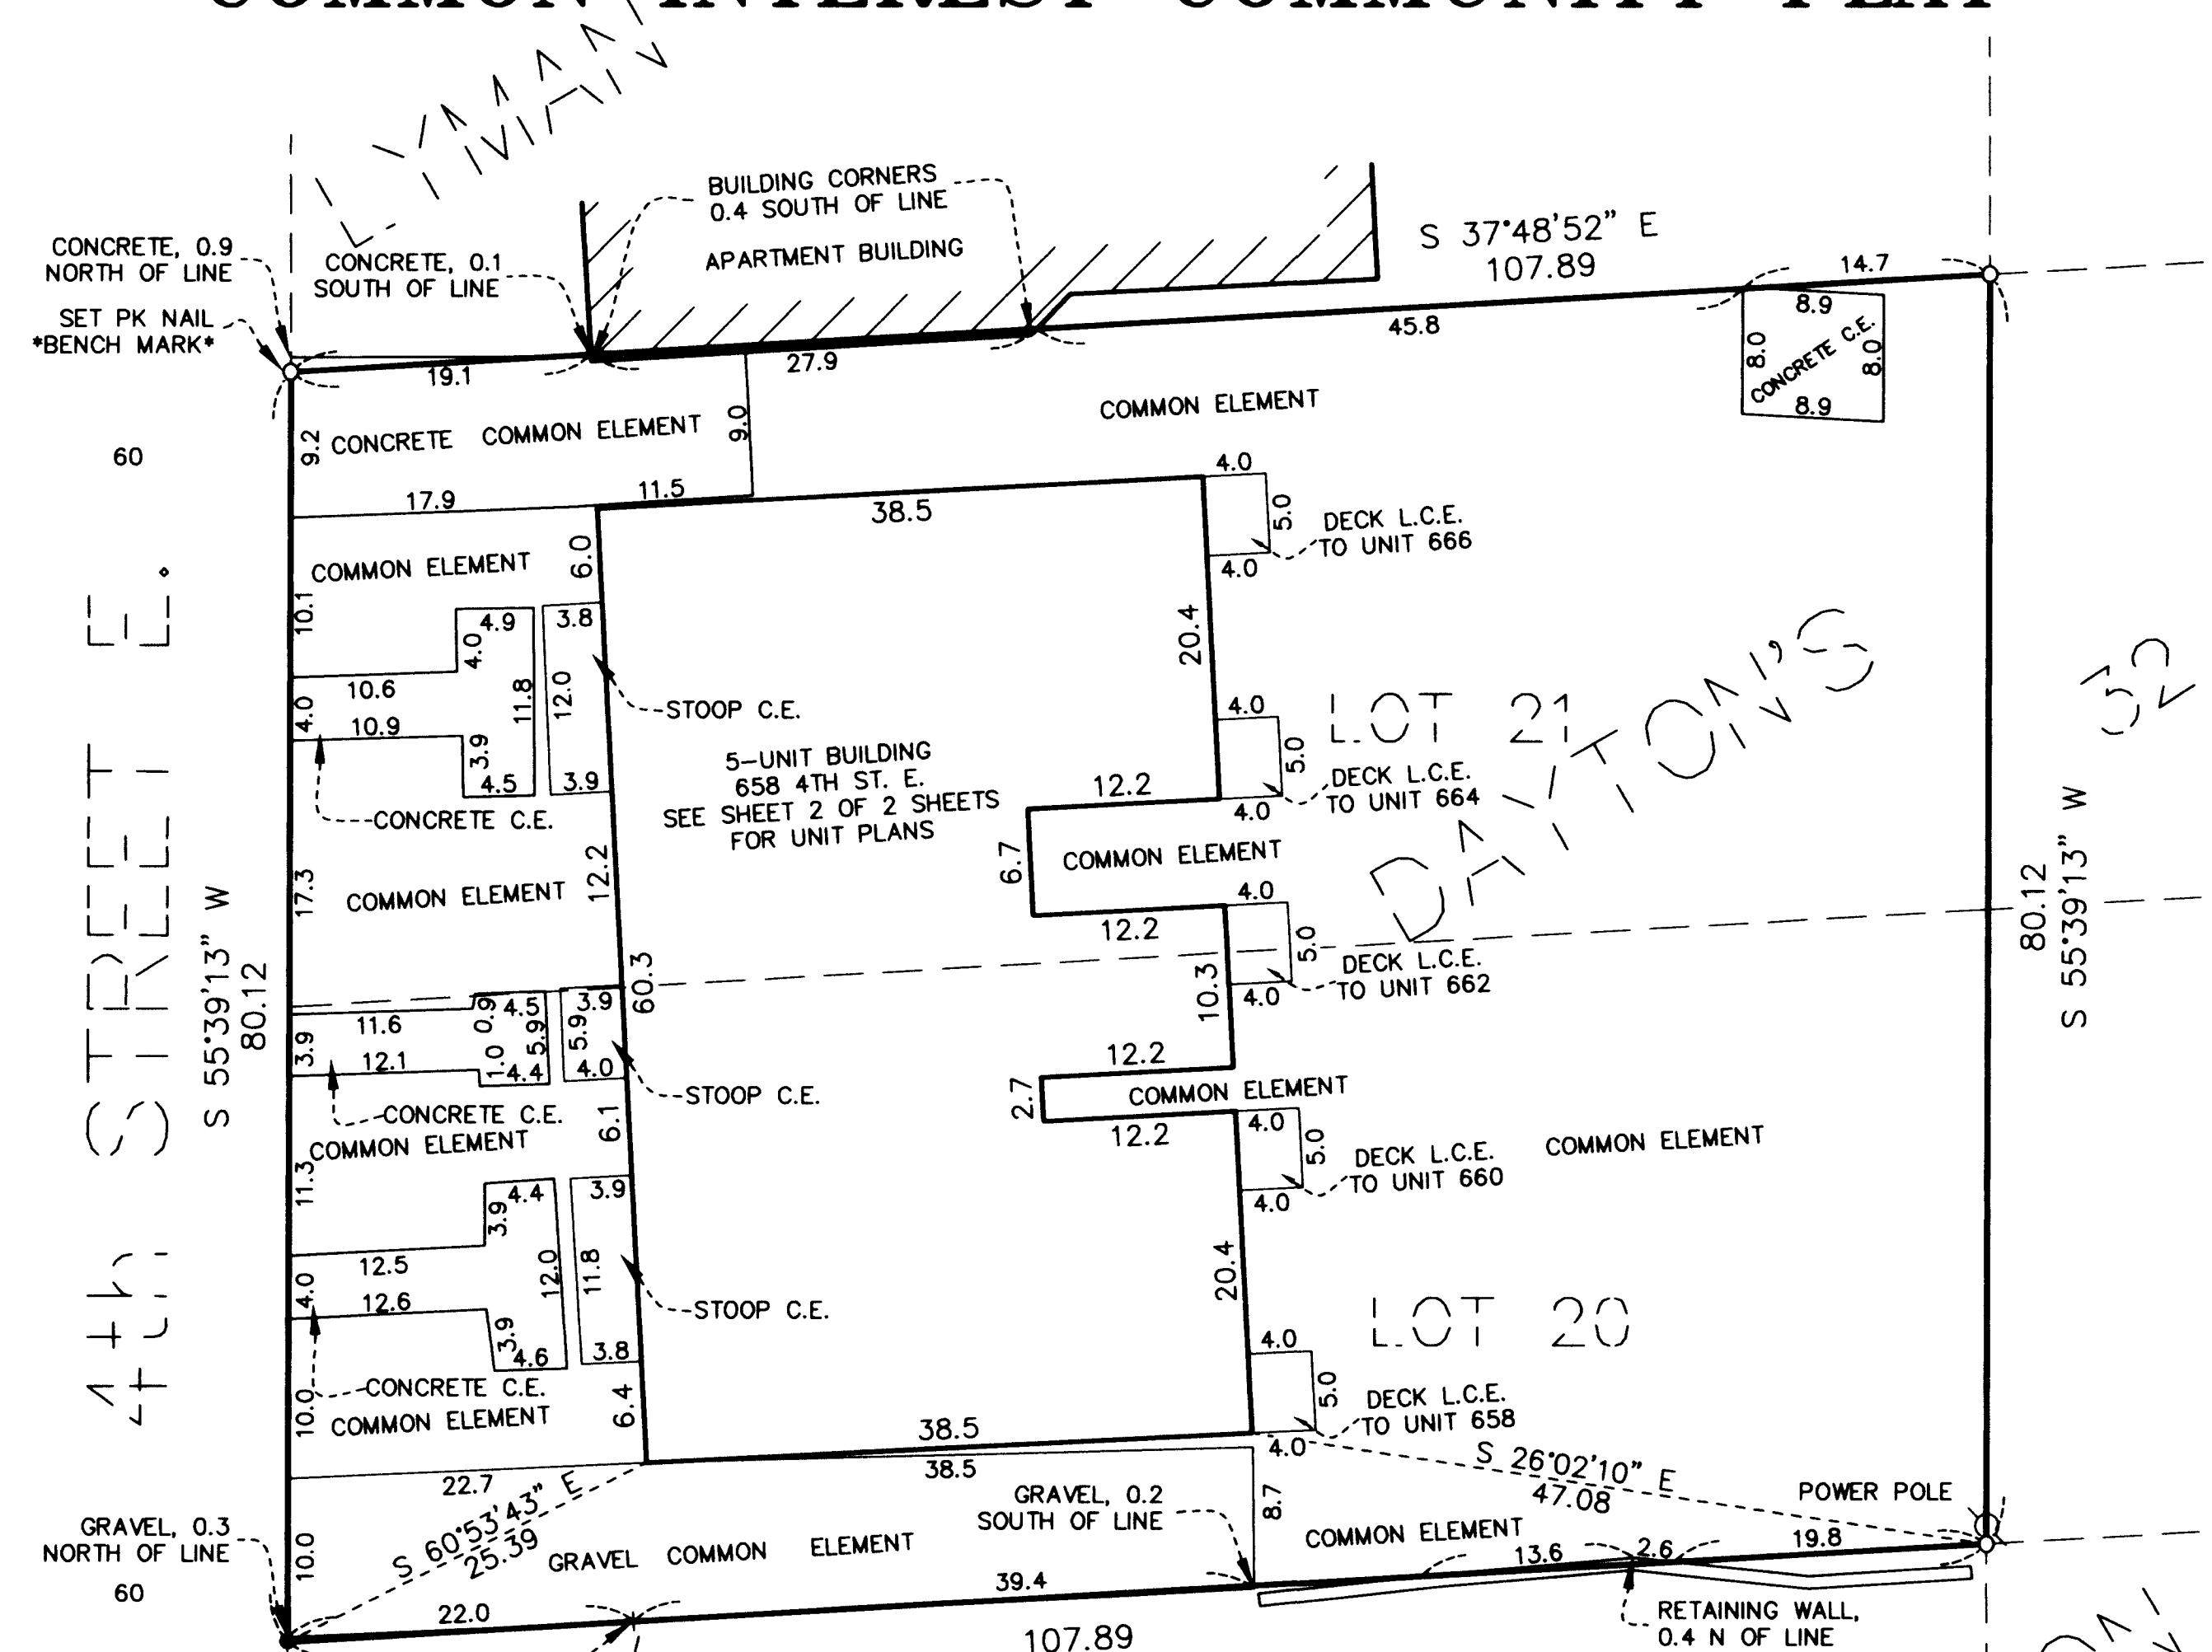 COMMON INTEREST COMMUNITY PLAT
LYMAN
BUILDING CORNERS
0.4 SOUTH OF LINE
APARTMENT BUILDING
CONCRETE, 0.9
NORTH OF LINE
CONCRETE, 0.1
SOUTH OF LINE
SET PK NAIL
*BENCH MARK*
S 37°48'52" E
107.89
14.7
8.9
8.0
CONCRETE C.E.
8.0
8.9
45.8
27.9
19.1
60
9.2
CONCRETE COMMON ELEMENT
9.0
COMMON ELEMENT
17.9
11.5
38.5
4.0
5.0
4.0
DECK L.C.E.
TO UNIT 666
COMMON ELEMENT
6.0
10.1
4.9
4.0
3.8
10.6
11.8
12.0
4.0
10.9
3.9
4.5
3.9
STOOP C.E.
CONCRETE C.E.
5-UNIT BUILDING
658 4TH ST. E.
SEE SHEET 2 OF 2 SHEETS
FOR UNIT PLANS
20.4
4.0
5.0
4.0
DECK L.C.E.
TO UNIT 664
LOT 21
DAYTON'S
32
12.2
6.7
COMMON ELEMENT
12.2
4.0
5.0
4.0
DECK L.C.E.
TO UNIT 662
80.12
S 55°39'13" W
4th STREET E.
S 55°39'13" W
80.12
17.3
COMMON ELEMENT
12.2
60.3
10.3
11.6
0.9
4.5
5.9
5.9
3.9
3.9
12.1
1.0
4.4
4.0
STOOP C.E.
CONCRETE C.E.
COMMON ELEMENT
6.1
12.2
2.7
COMMON ELEMENT
12.2
4.0
5.0
4.0
DECK L.C.E.
TO UNIT 660
COMMON ELEMENT
11.3
4.4
3.9
3.9
12.5
12.0
11.8
4.0
12.6
3.9
4.6
3.8
STOOP C.E.
CONCRETE C.E.
20.4
LOT 20
10.0
COMMON ELEMENT
6.4
4.0
5.0
4.0
DECK L.C.E.
TO UNIT 658
38.5
38.5
22.7
S 60°53'43" E
25.39
S 26°02'10" E
47.08
POWER POLE
GRAVEL, 0.3
NORTH OF LINE
60
10.0
GRAVEL COMMON ELEMENT
GRAVEL, 0.2
SOUTH OF LINE
8.7
COMMON ELEMENT
13.6
2.6
19.8
22.0
39.4
107.89
RETAINING WALL,
0.4 N OF LINE